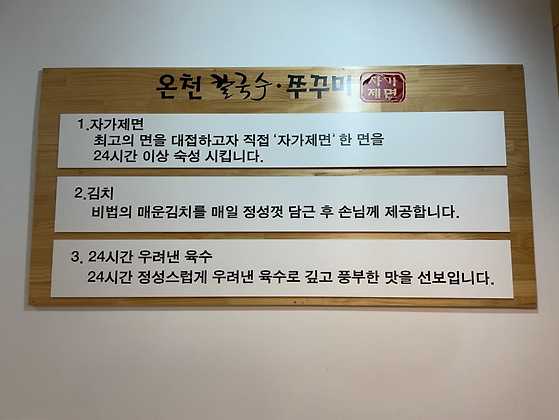 온천 칼국수·쭈꾸미 자가제면
1.자가제면
최고의 면을 대접하고자 직접 '자가제면' 한 면을
24시간 이상 숙성 시킵니다.
2.김치
비법의 매운김치를 매일 정성껏 담근 후 손님께 제공합니다.
3. 24시간 우려낸 육수
24시간 정성스럽게 우려낸 육수로 깊고 풍부한 맛을 선보입니다.